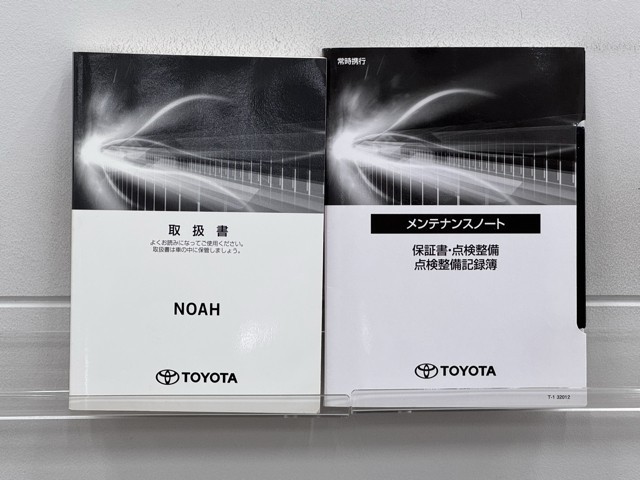 取扱書
よくお読みになってご使用ください。
取扱書は車の中に保管しましょう。
NOAH
TOYOTA
常時携行
メンテナンスノート
保証書・点検整備
点検整備記録簿
TOYOTA
T-1 32012